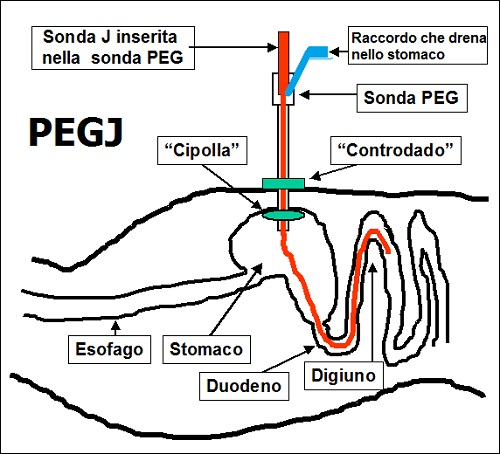 Sonda J inserita
nella sonda PEG
Raccordo che drena
nello stomaco
Sonda PEG
PEGJ
“Cipolla”
“Controdado”
Esofago
Stomaco
Duodeno
Digiuno